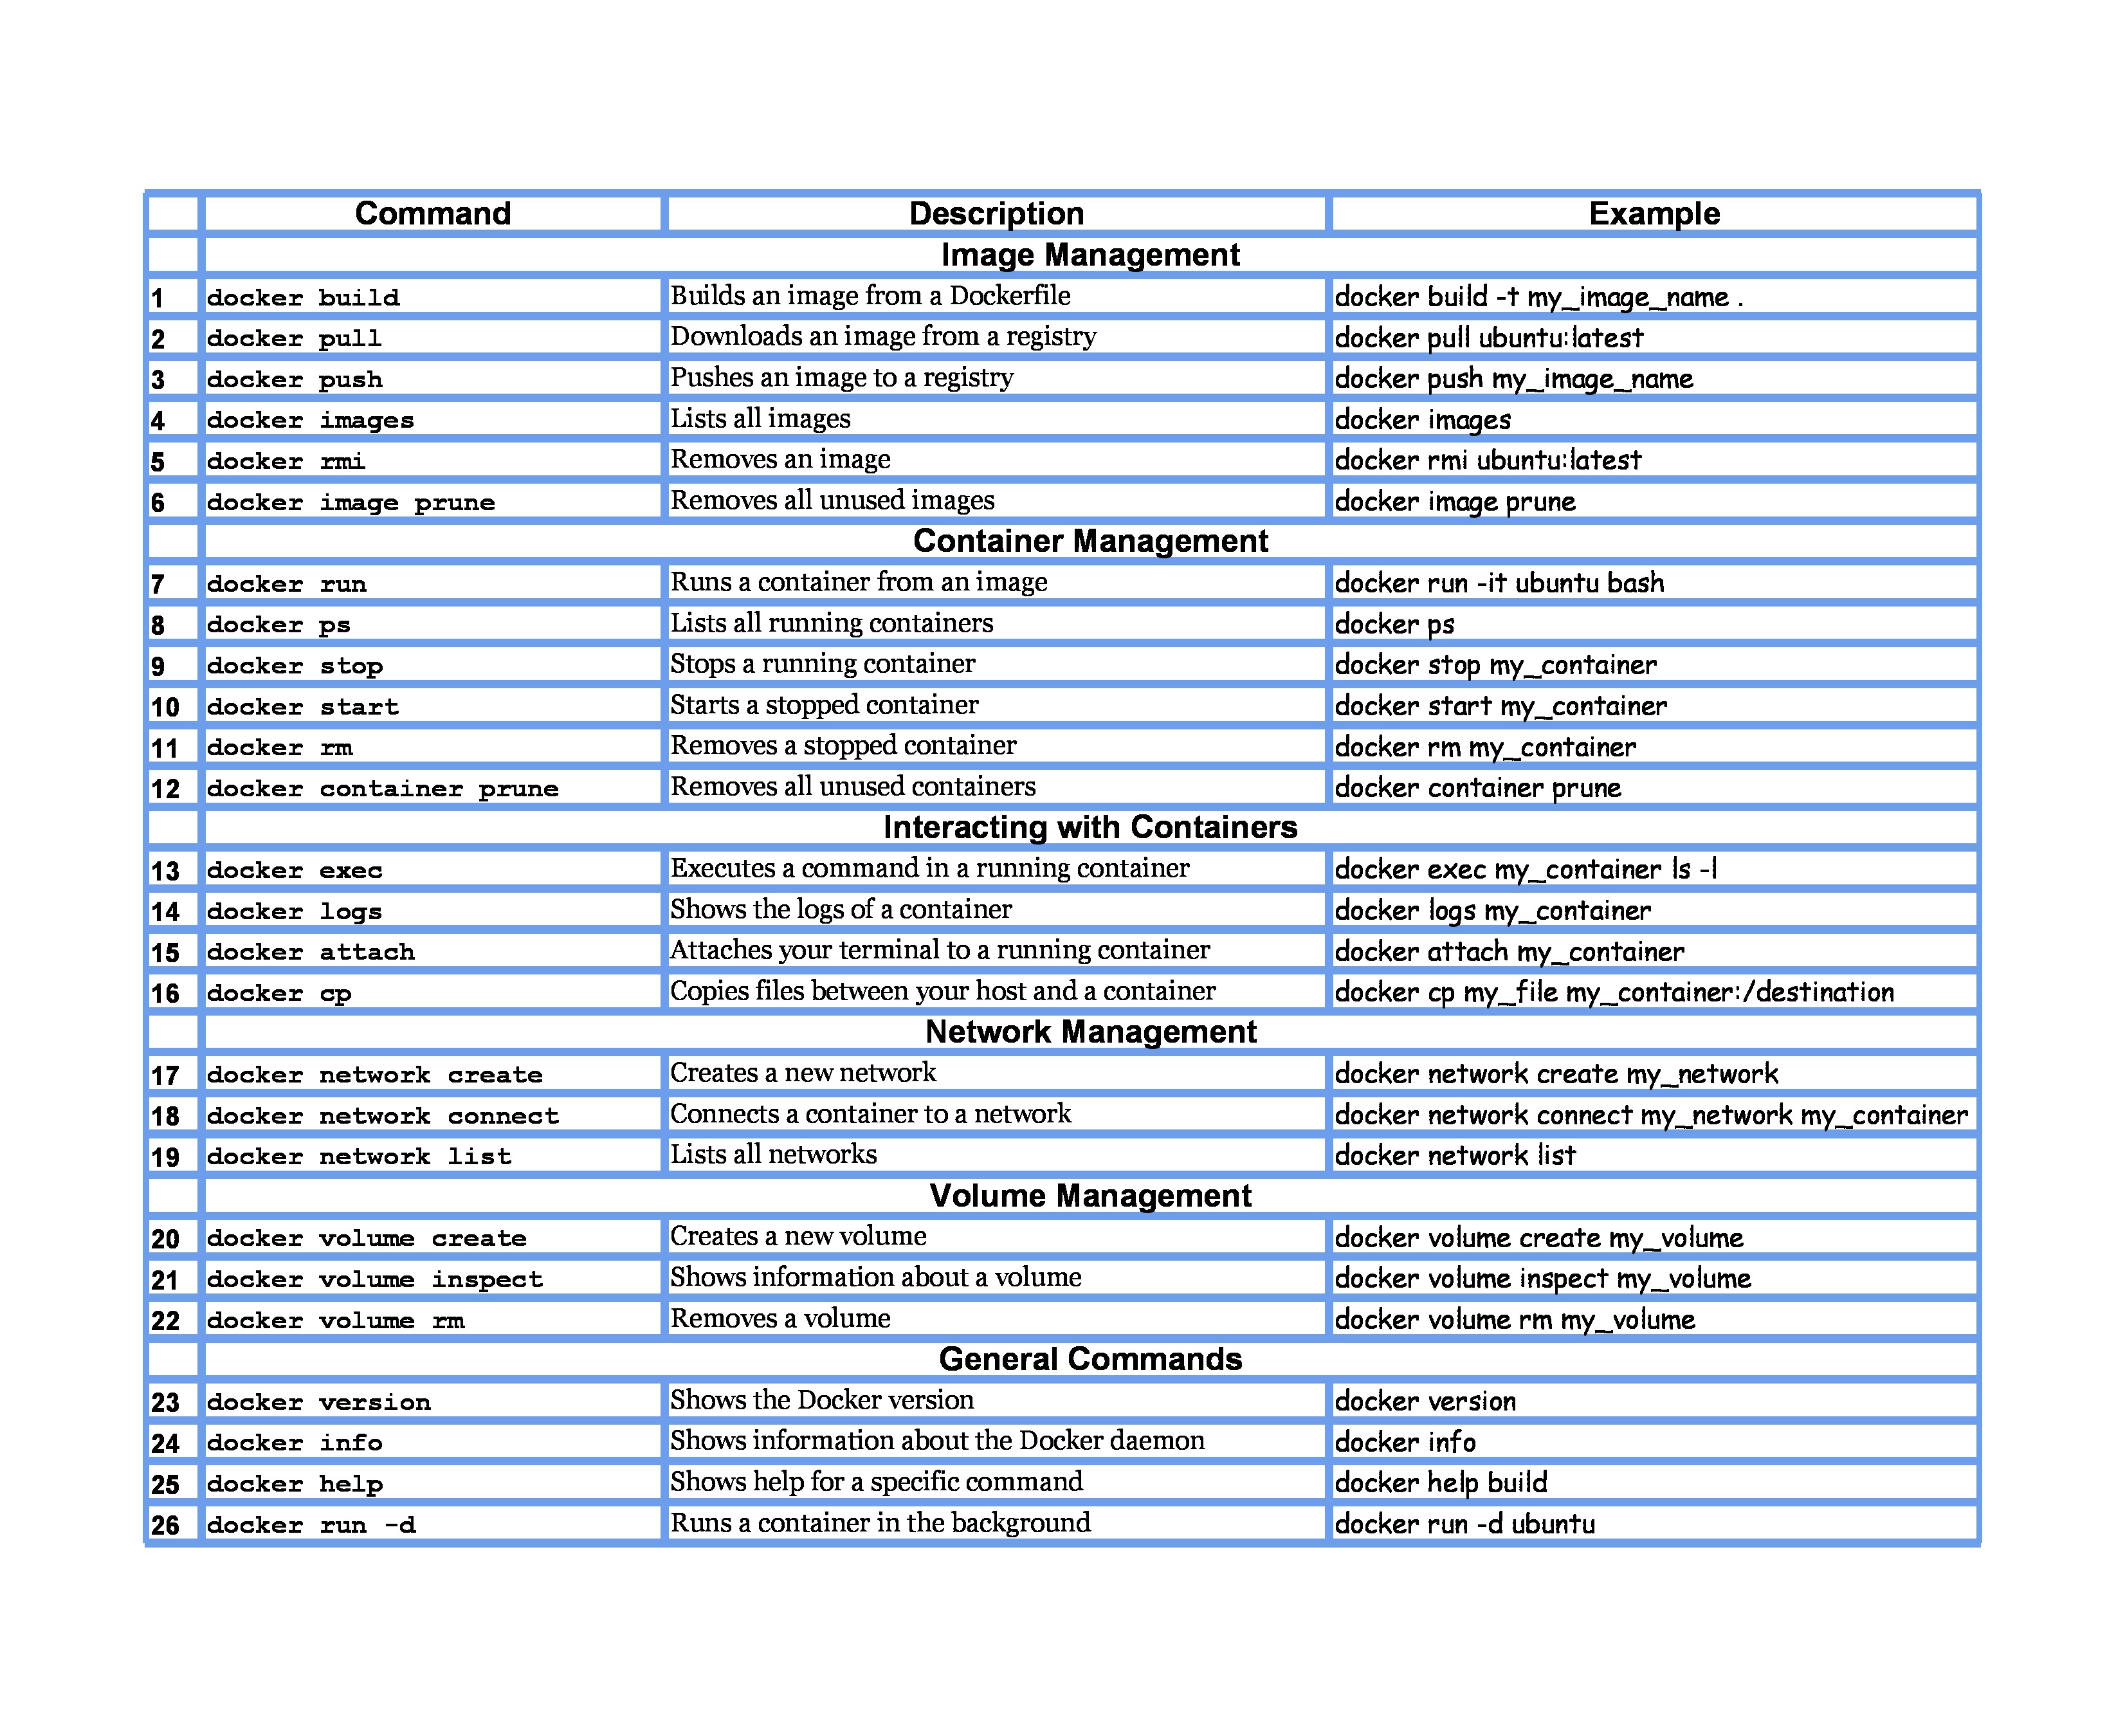 Command Description Example
Image Management
1 docker build Builds an image from a Dockerfile docker build -t my_image_name .
2 docker pull Downloads an image from a registry docker pull ubuntu:latest
3 docker push Pushes an image to a registry docker push my_image_name
4 docker images Lists all images docker images
5 docker rmi Removes an image docker rmi ubuntu:latest
6 docker image prune Removes all unused images docker image prune
Container Management
7 docker run Runs a container from an image docker run -it ubuntu bash
8 docker ps Lists all running containers docker ps
9 docker stop Stops a running container docker stop my_container
10 docker start Starts a stopped container docker start my_container
11 docker rm Removes a stopped container docker rm my_container
12 docker container prune Removes all unused containers docker container prune
Interacting with Containers
13 docker exec Executes a command in a running container docker exec my_container ls -l
14 docker logs Shows the logs of a container docker logs my_container
15 docker attach Attaches your terminal to a running container docker attach my_container
16 docker cp Copies files between your host and a container docker cp my_file my_container:/destination
Network Management
17 docker network create Creates a new network docker network create my_network
18 docker network connect Connects a container to a network docker network connect my_network my_container
19 docker network list Lists all networks docker network list
Volume Management
20 docker volume create Creates a new volume docker volume create my_volume
21 docker volume inspect Shows information about a volume docker volume inspect my_volume
22 docker volume rm Removes a volume docker volume rm my_volume
General Commands
23 docker version Shows the Docker version docker version
24 docker info Shows information about the Docker daemon docker info
25 docker help Shows help for a specific command docker help build
26 docker run -d Runs a container in the background docker run -d ubuntu